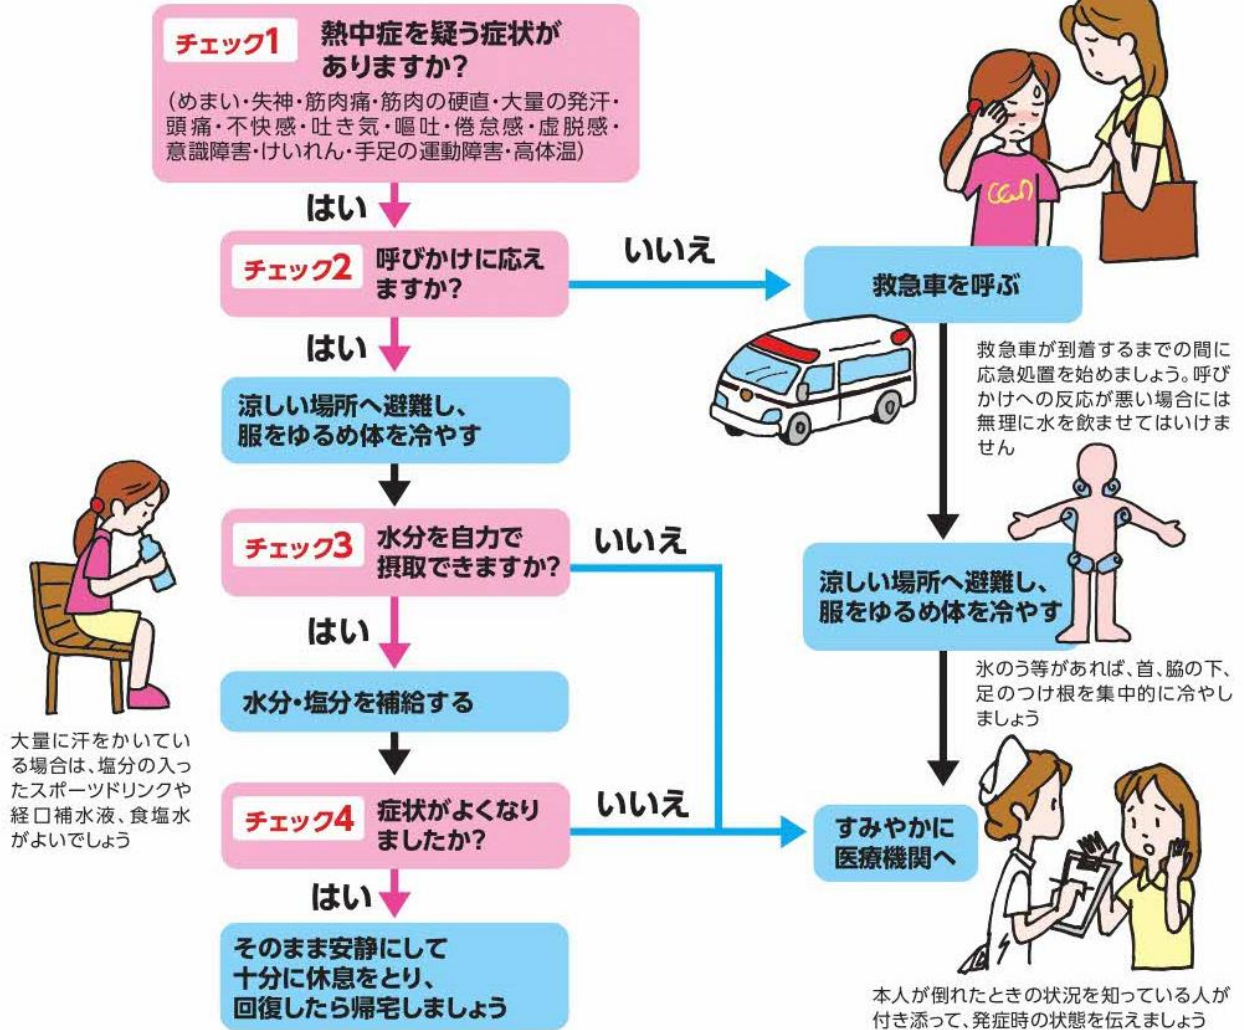 チェック1
熱中症を疑う症状が
ありますか?
(めまい・失神・筋肉痛・筋肉の硬直・大量の発汗・
頭痛・不快感・吐き気・嘔吐・倦怠感・虚脱感・
意識障害・けいれん・手足の運動障害・高体温)
はい
チェック2
呼びかけに応え
ますか?
いいえ
救急車を呼ぶ
救急車が到着するまでの間に
応急処置を始めましょう。呼び
かけへの反応が悪い場合には
無理に水を飲ませてはいけま
せん
はい
涼しい場所へ避難し、
服をゆるめ体を冷やす
チェック3
水分を自力で
摂取できますか?
いいえ
涼しい場所へ避難し、
服をゆるめ体を冷やす
氷のう等があれば、首、脇の下、
足のつけ根を集中的に冷やし
ましょう
はい
水分・塩分を補給する
大量に汗をかいてい
る場合は、塩分の入っ
たスポーツドリンクや
経口補水液、食塩水
がよいでしょう
チェック4
症状がよくなり
ましたか?
いいえ
すみやかに
医療機関へ
はい
そのまま安静にして
十分に休息をとり、
回復したら帰宅しましょう
本人が倒れたときの状況を知っている人が
付き添って、発症時の状態を伝えましょう